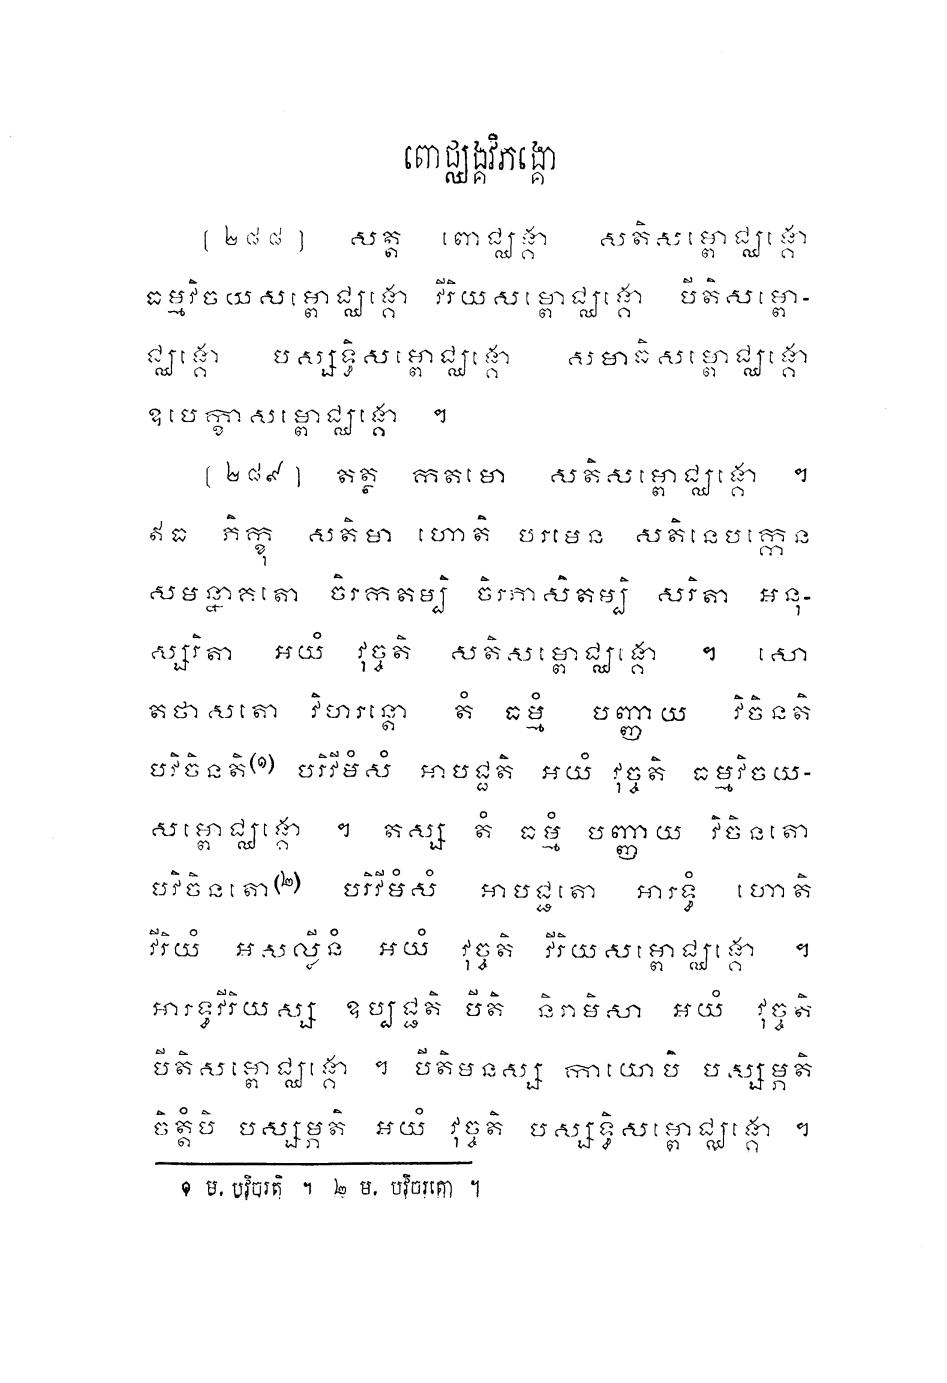 ពោជ្ឈង្គវិភង្គោ
[២៨៨] សត្ត ពោជ្ឈង្គា សតិសម្ពោជ្ឈង្គោ
ធម្មវិចយសម្ពោជ្ឈង្គោ វីរិយសម្ពោជ្ឈង្គោ បីតិសម្ពោ-
ជ្ឈង្គោ បស្សទ្ធិសម្ពោជ្ឈង្គោ សមាធិសម្ពោជ្ឈង្គោ
ឧបេក្ខាសម្ពោជ្ឈង្គោ ។
[២៨៩] តត្ថ កតមោ សតិសម្ពោជ្ឈង្គោ ។
ឥធ ភិក្ខុ សតិមា ហោតិ បរមេន សតិនេបក្កេន
សមន្នាគតោ ចិរកតម្បិ ចិរភាសិតម្បិ សរិតា អនុ-
ស្សរិតា អយំ វុច្ចតិ សតិសម្ពោជ្ឈង្គោ ។ សោ
តថាសតោ វិហរន្តោ តំ ធម្មំ បញ្ញាយ វិចិនតិ
បវិចិនតិ(១) បរិវីមំសំ អាបជ្ជតិ អយំ វុច្ចតិ ធម្មវិចយ-
សម្ពោជ្ឈង្គោ ។ តស្ស តំ ធម្មំ បញ្ញាយ វិចិនតោ
បវិចិនតោ(២) បរិវីមំសំ អាបជ្ជតោ អារទ្ធំ ហោតិ
វីរិយំ អសល្លីនំ អយំ វុច្ចតិ វីរិយសម្ពោជ្ឈង្គោ ។
អារទ្ធវីរិយស្ស ឧប្បជ្ជតិ បីតិ និរាមិសា អយំ វុច្ចតិ
បីតិសម្ពោជ្ឈង្គោ ។ បីតិមនស្ស កាយោបិ បស្សម្ភតិ
ចិត្តំបិ បស្សម្ភតិ អយំ វុច្ចតិ បស្សទ្ធិសម្ពោជ្ឈង្គោ ។
១ ម. បវិចរតិ ។ ២ ម. បវិចរតោ ។